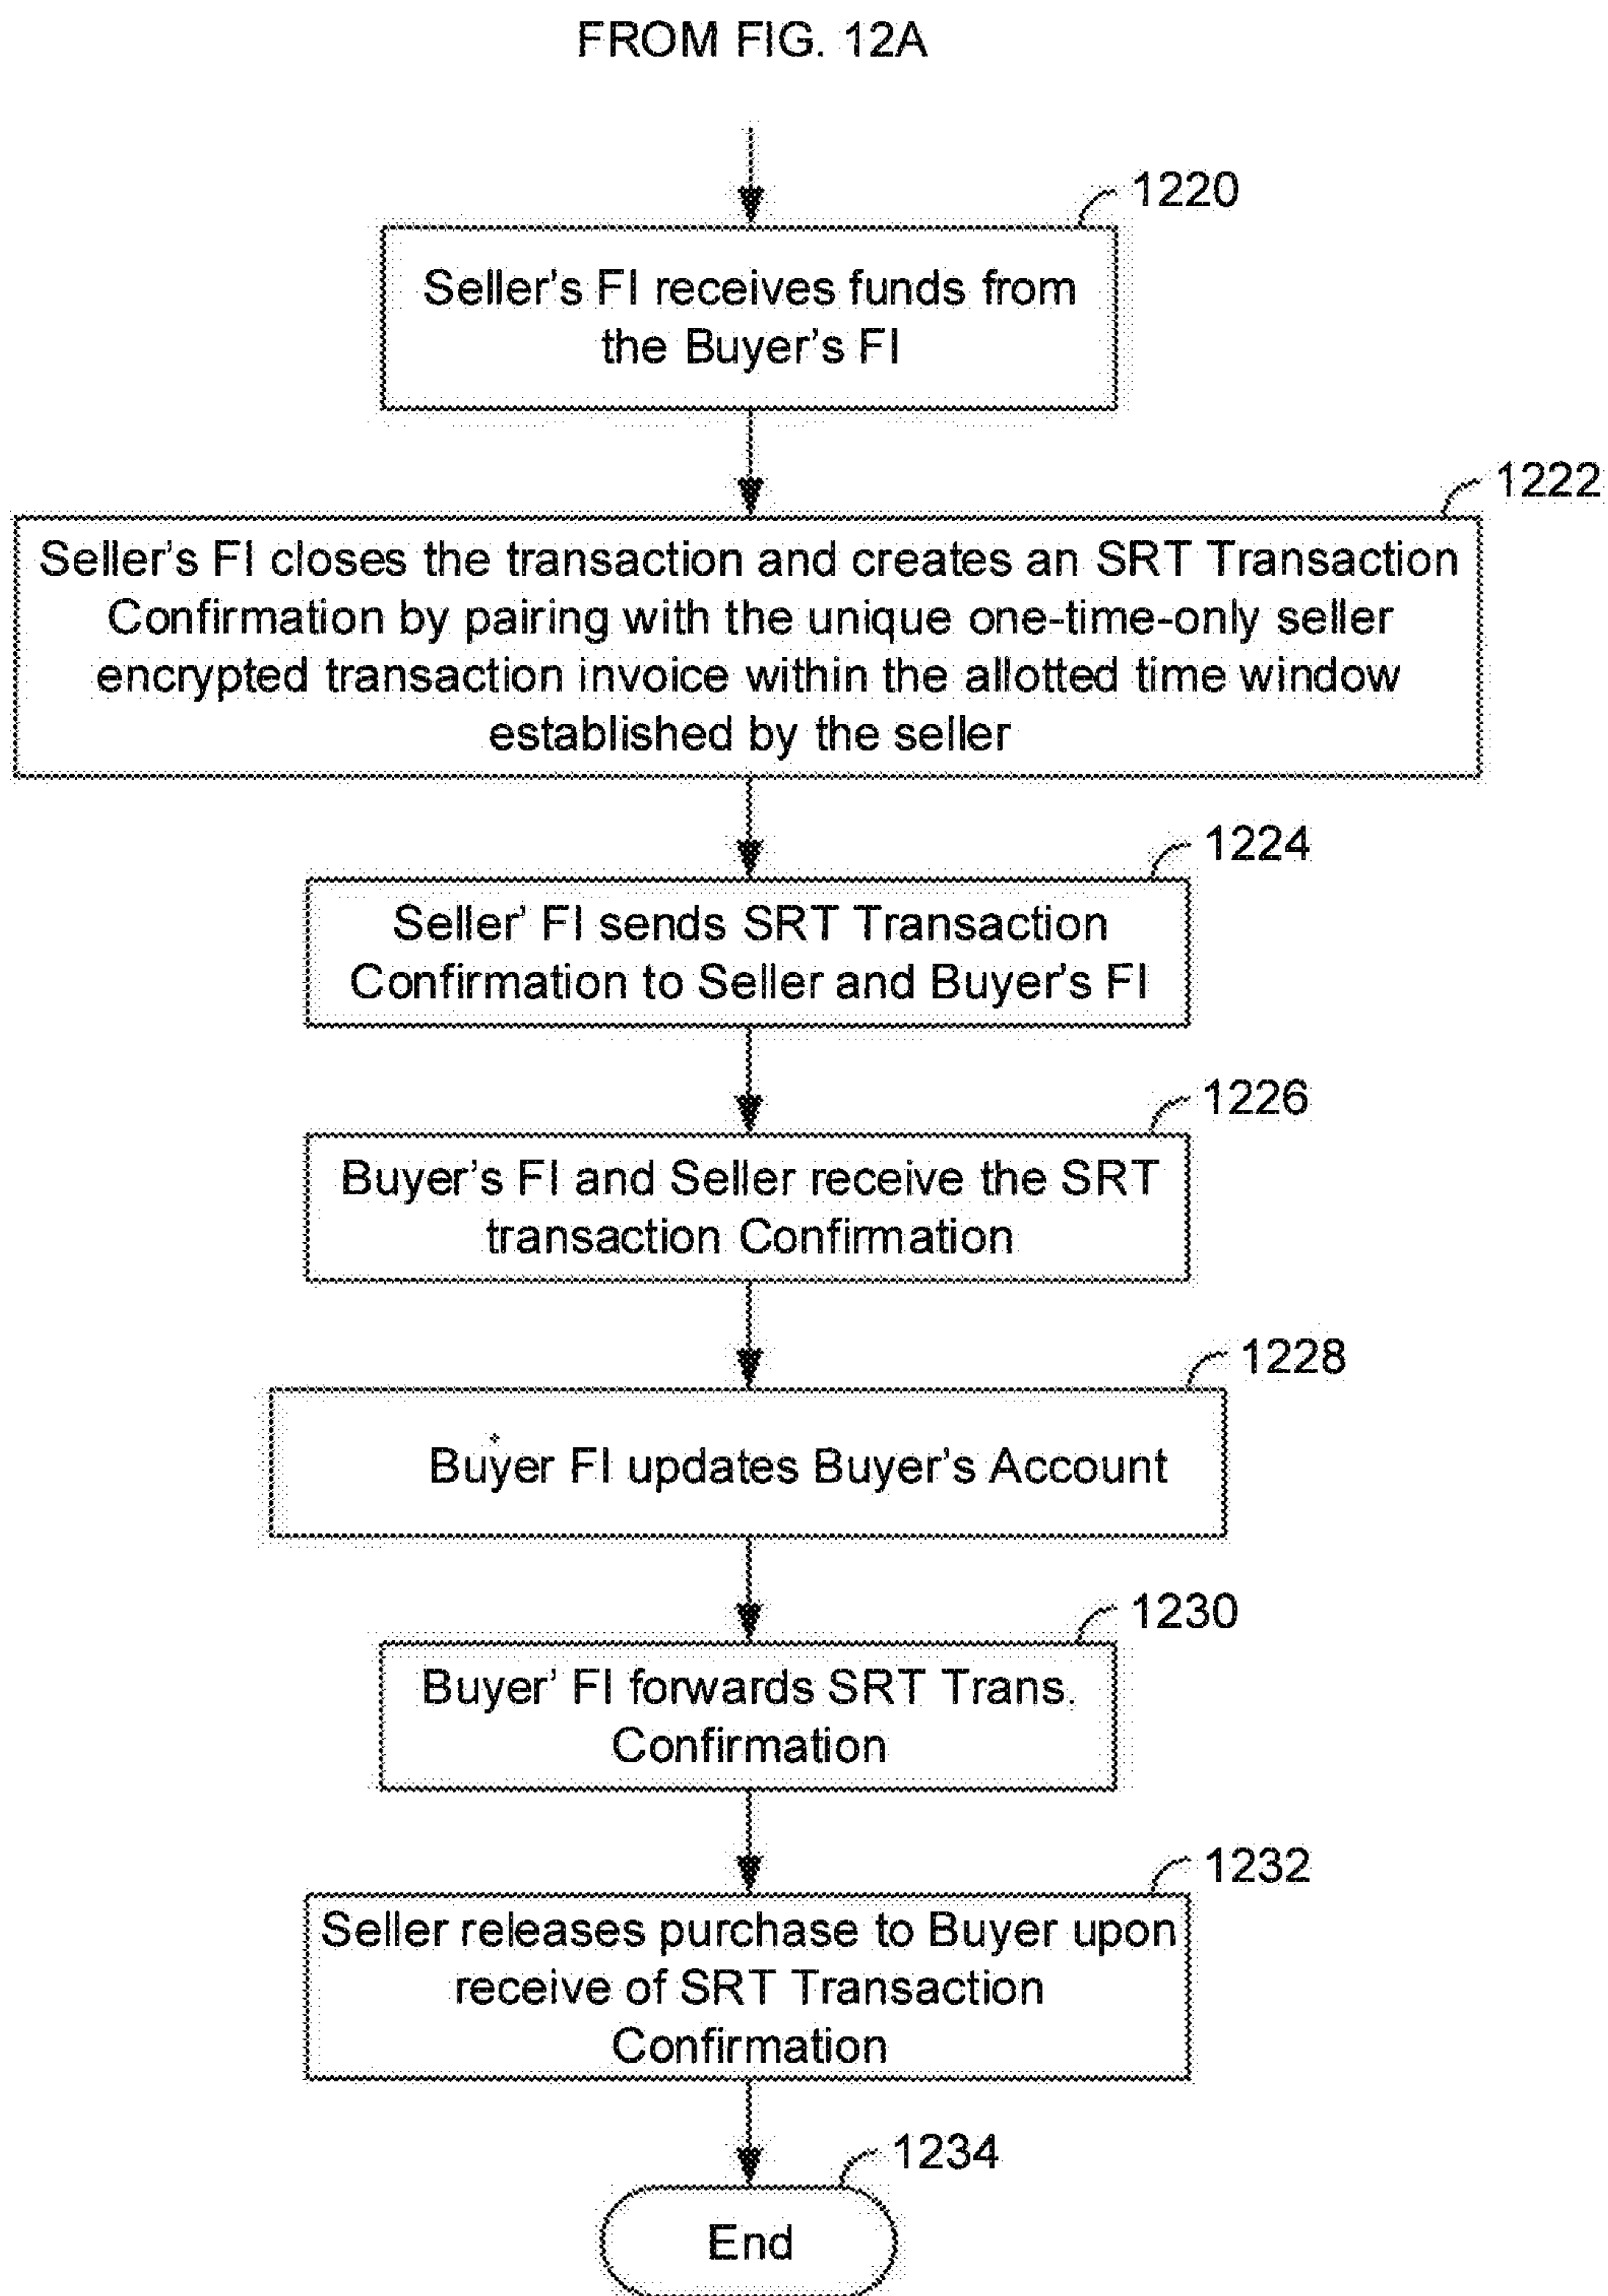 FROM FIG. 12A
1220
Seller's FI receives funds from
the Buyer's FI
1222
Seller's FI closes the transaction and creates an SRT Transaction
Confirmation by pairing with the unique one-time-only seller
encrypted transaction invoice within the allotted time window
established by the seller
1224
Seller' FI sends SRT Transaction
Confirmation to Seller and Buyer's FI
1226
Buyer's FI and Seller receive the SRT
transaction Confirmation
1228
Buyer FI updates Buyer's Account
1230
Buyer' FI forwards SRT Trans.
Confirmation
1232
Seller releases purchase to Buyer upon
receive of SRT Transaction
Confirmation
1234
End